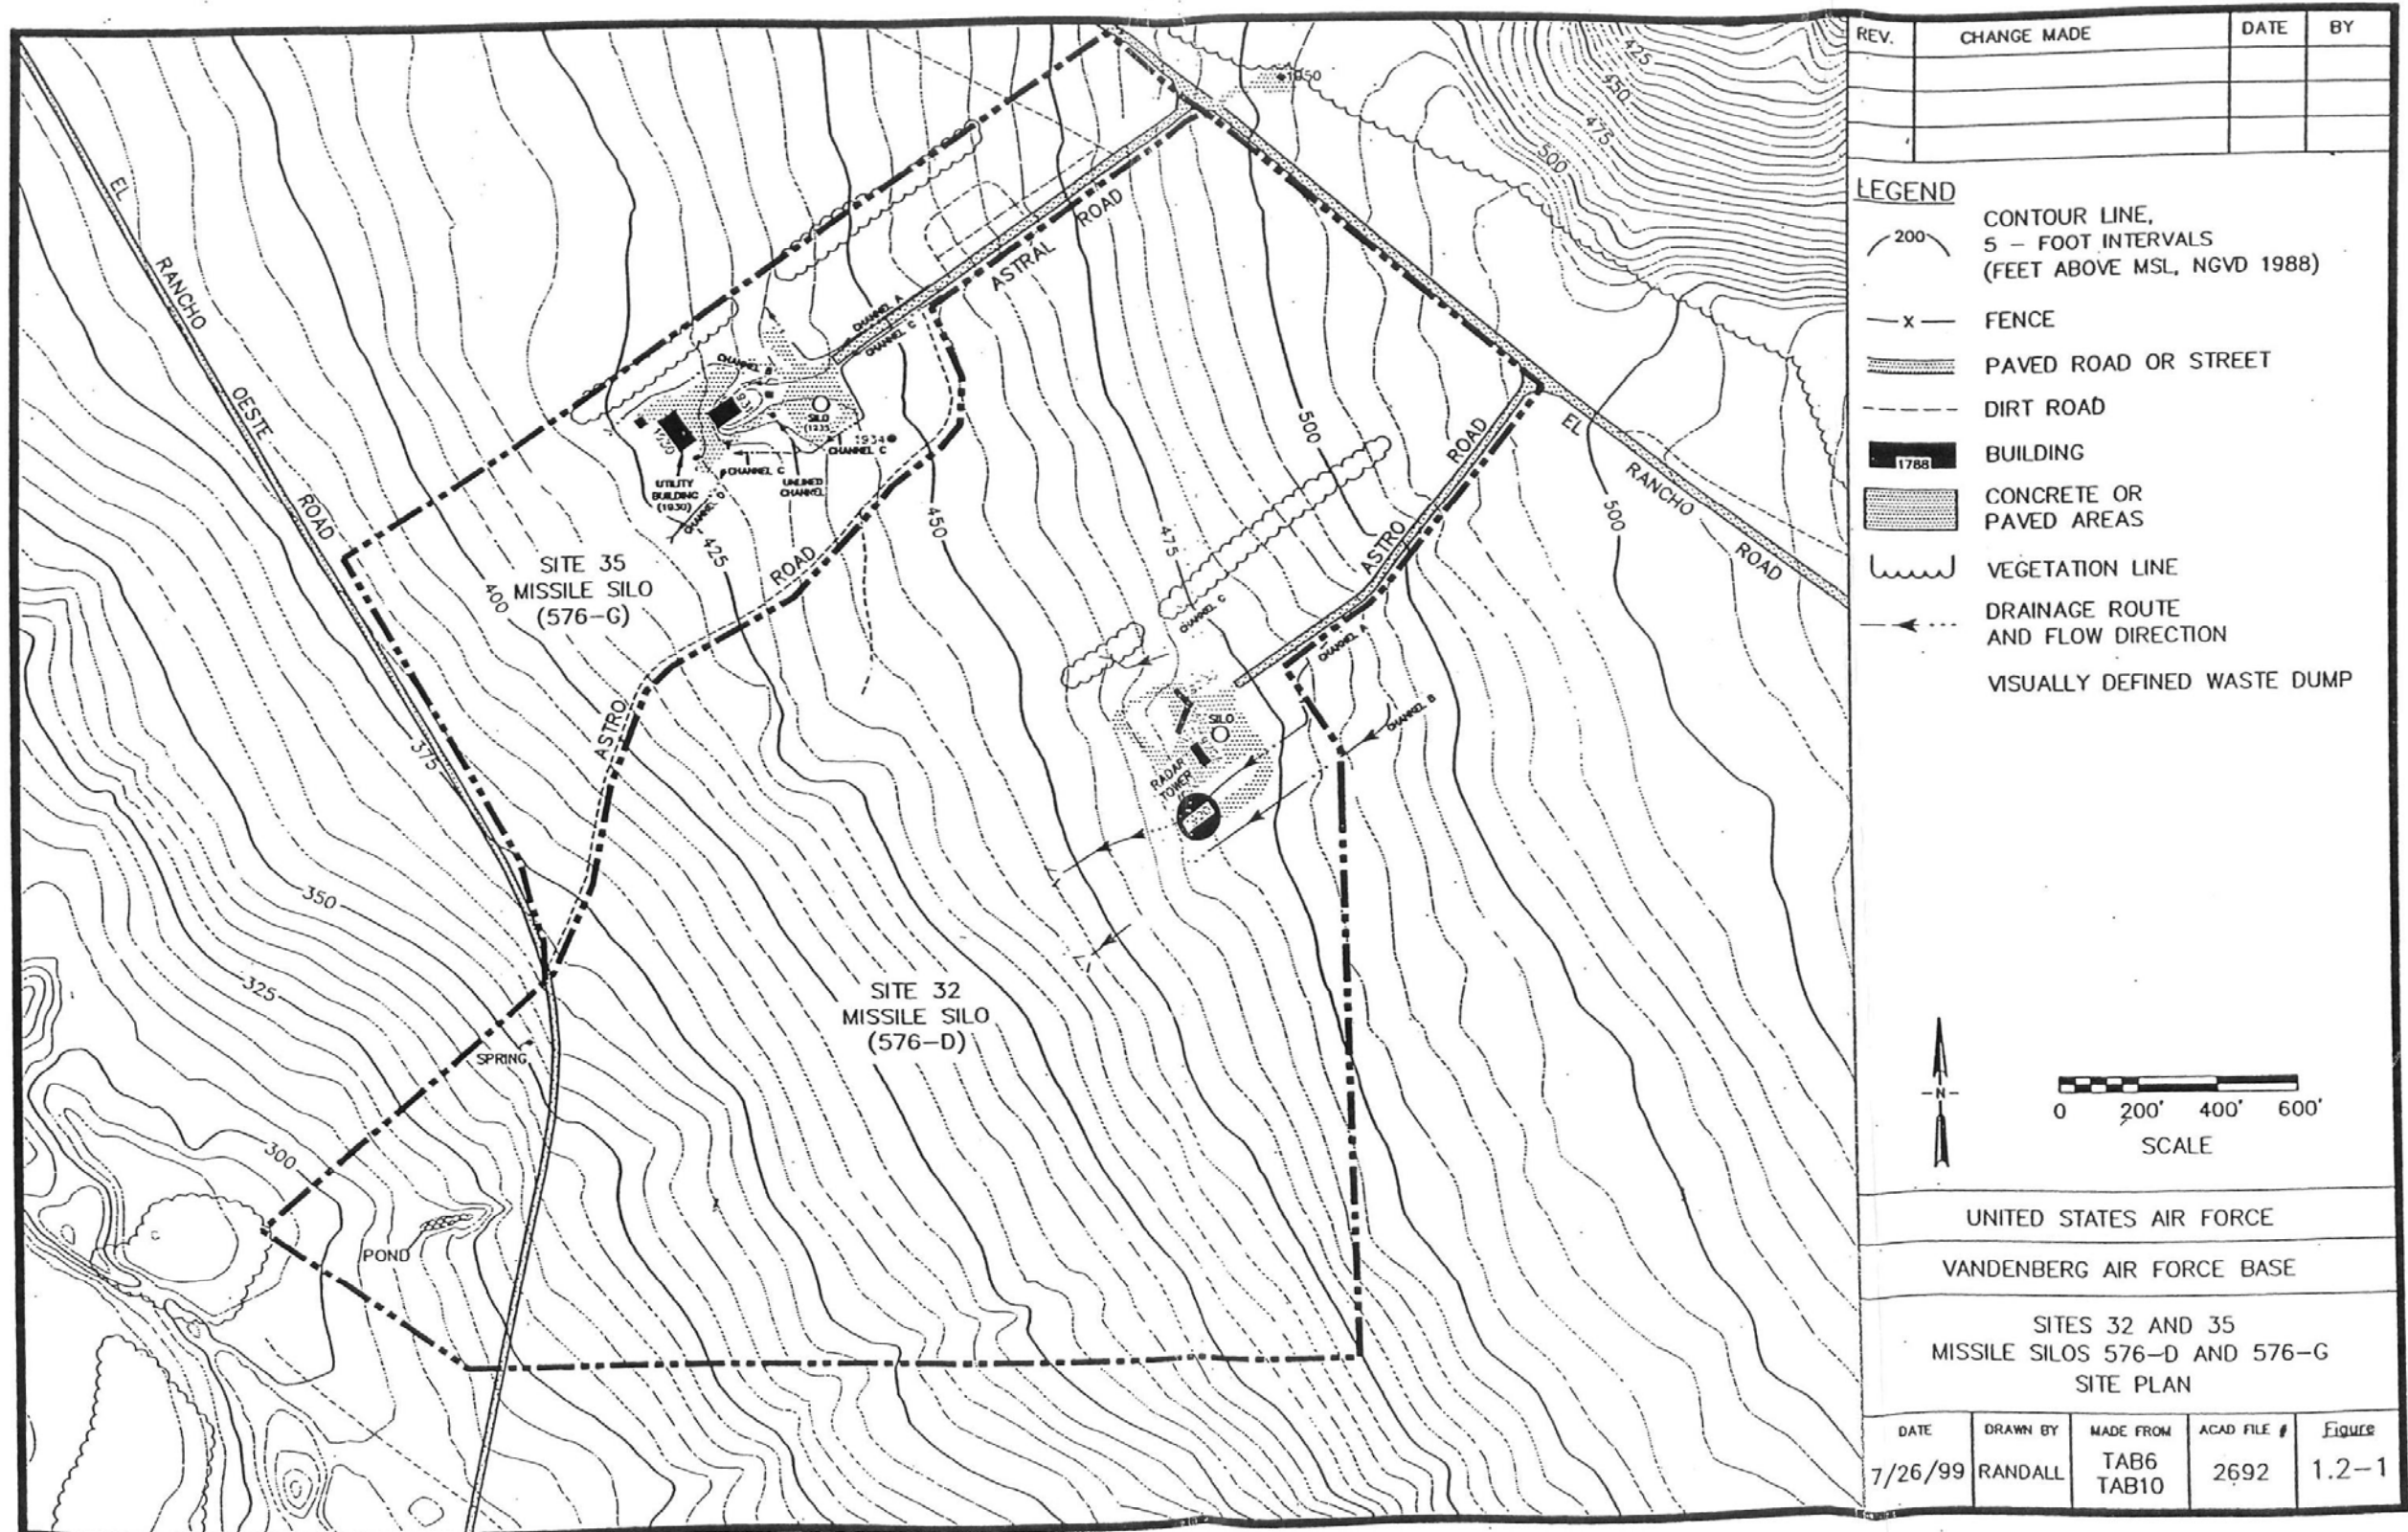 REV.
CHANGE MADE
DATE
BY
LEGEND
200
CONTOUR LINE,
5 - FOOT INTERVALS
(FEET ABOVE MSL, NGVD 1988)
x
FENCE
PAVED ROAD OR STREET
DIRT ROAD
1788
BUILDING
CONCRETE OR
PAVED AREAS
VEGETATION LINE
DRAINAGE ROUTE
AND FLOW DIRECTION
VISUALLY DEFINED WASTE DUMP
-N-
0 200' 400' 600'
SCALE
UNITED STATES AIR FORCE
VANDENBERG AIR FORCE BASE
SITES 32 AND 35
MISSILE SILOS 576-D AND 576-G
SITE PLAN
DATE
7/26/99
DRAWN BY
RANDALL
MADE FROM
TAB6
TAB10
ACAD FILE #
2692
Figure
1.2-1
1950
425
450
475
500
EL
RANCHO
OESTE
ROAD
ASTRAL ROAD
CHANNEL A
CHANNEL C
CHANNEL
1931
SILO
1934
CHANNEL C
CHANNEL C
UNLINED
CHANNEL
UTILITY
BUILDING
(1930)
CHANNEL D
SITE 35
MISSILE SILO
(576-G)
400
425
450
475
500
500
ROAD
ASTRO
ASTRO ROAD
EL
RANCHO
ROAD
CHANNEL C
CHANNEL A
CHANNEL B
SILO
RADAR
TOWER
375
350
325
300
SPRING
POND
SITE 32
MISSILE SILO
(576-D)